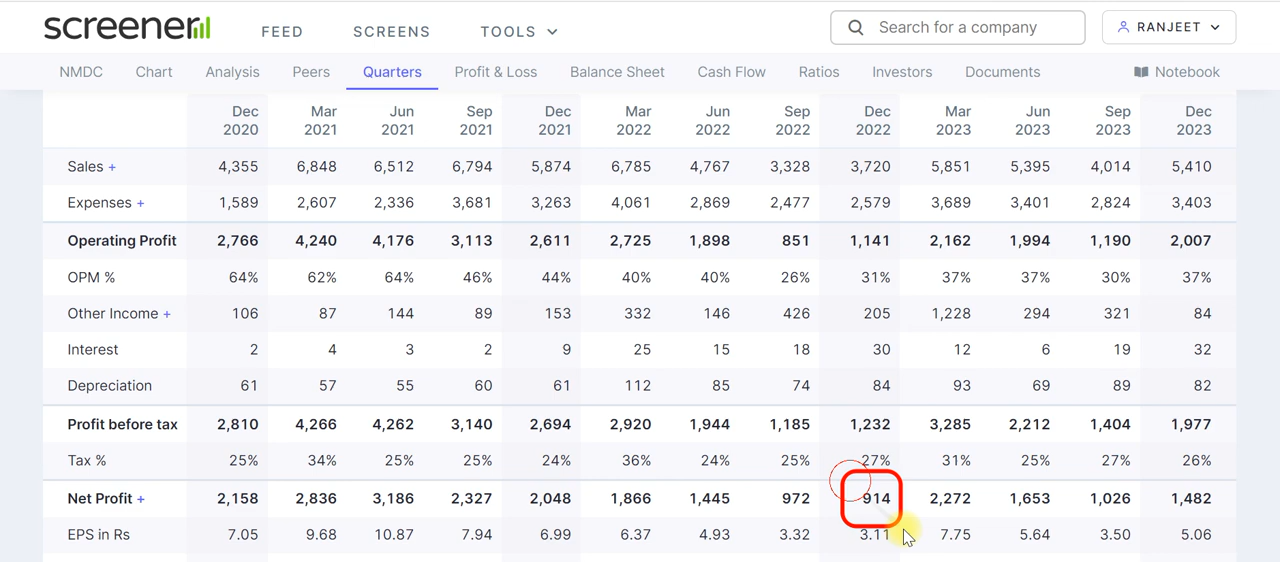 screener
FEED SCREENS TOOLS
Search for a company
RANJEET
NMDC Chart Analysis Peers Quarters Profit & Loss Balance Sheet Cash Flow Ratios Investors Documents Notebook
Dec Mar Jun Sep Dec Mar Jun Sep Dec Mar Jun Sep Dec
2020 2021 2021 2021 2021 2022 2022 2022 2022 2023 2023 2023 2023
Sales + 4,355 6,848 6,512 6,794 5,874 6,785 4,767 3,328 3,720 5,851 5,395 4,014 5,410
Expenses + 1,589 2,607 2,336 3,681 3,263 4,061 2,869 2,477 2,579 3,689 3,401 2,824 3,403
Operating Profit 2,766 4,240 4,176 3,113 2,611 2,725 1,898 851 1,141 2,162 1,994 1,190 2,007
OPM % 64% 62% 64% 46% 44% 40% 40% 26% 31% 37% 37% 30% 37%
Other Income + 106 87 144 89 153 332 146 426 205 1,228 294 321 84
Interest 2 4 3 2 9 25 15 18 30 12 6 19 32
Depreciation 61 57 55 60 61 112 85 74 84 93 69 89 82
Profit before tax 2,810 4,266 4,262 3,140 2,694 2,920 1,944 1,185 1,232 3,285 2,212 1,404 1,977
Tax % 25% 34% 25% 25% 24% 36% 24% 25% 27% 31% 25% 27% 26%
Net Profit + 2,158 2,836 3,186 2,327 2,048 1,866 1,445 972 914 2,272 1,653 1,026 1,482
EPS in Rs 7.05 9.68 10.87 7.94 6.99 6.37 4.93 3.32 3.11 7.75 5.64 3.50 5.06